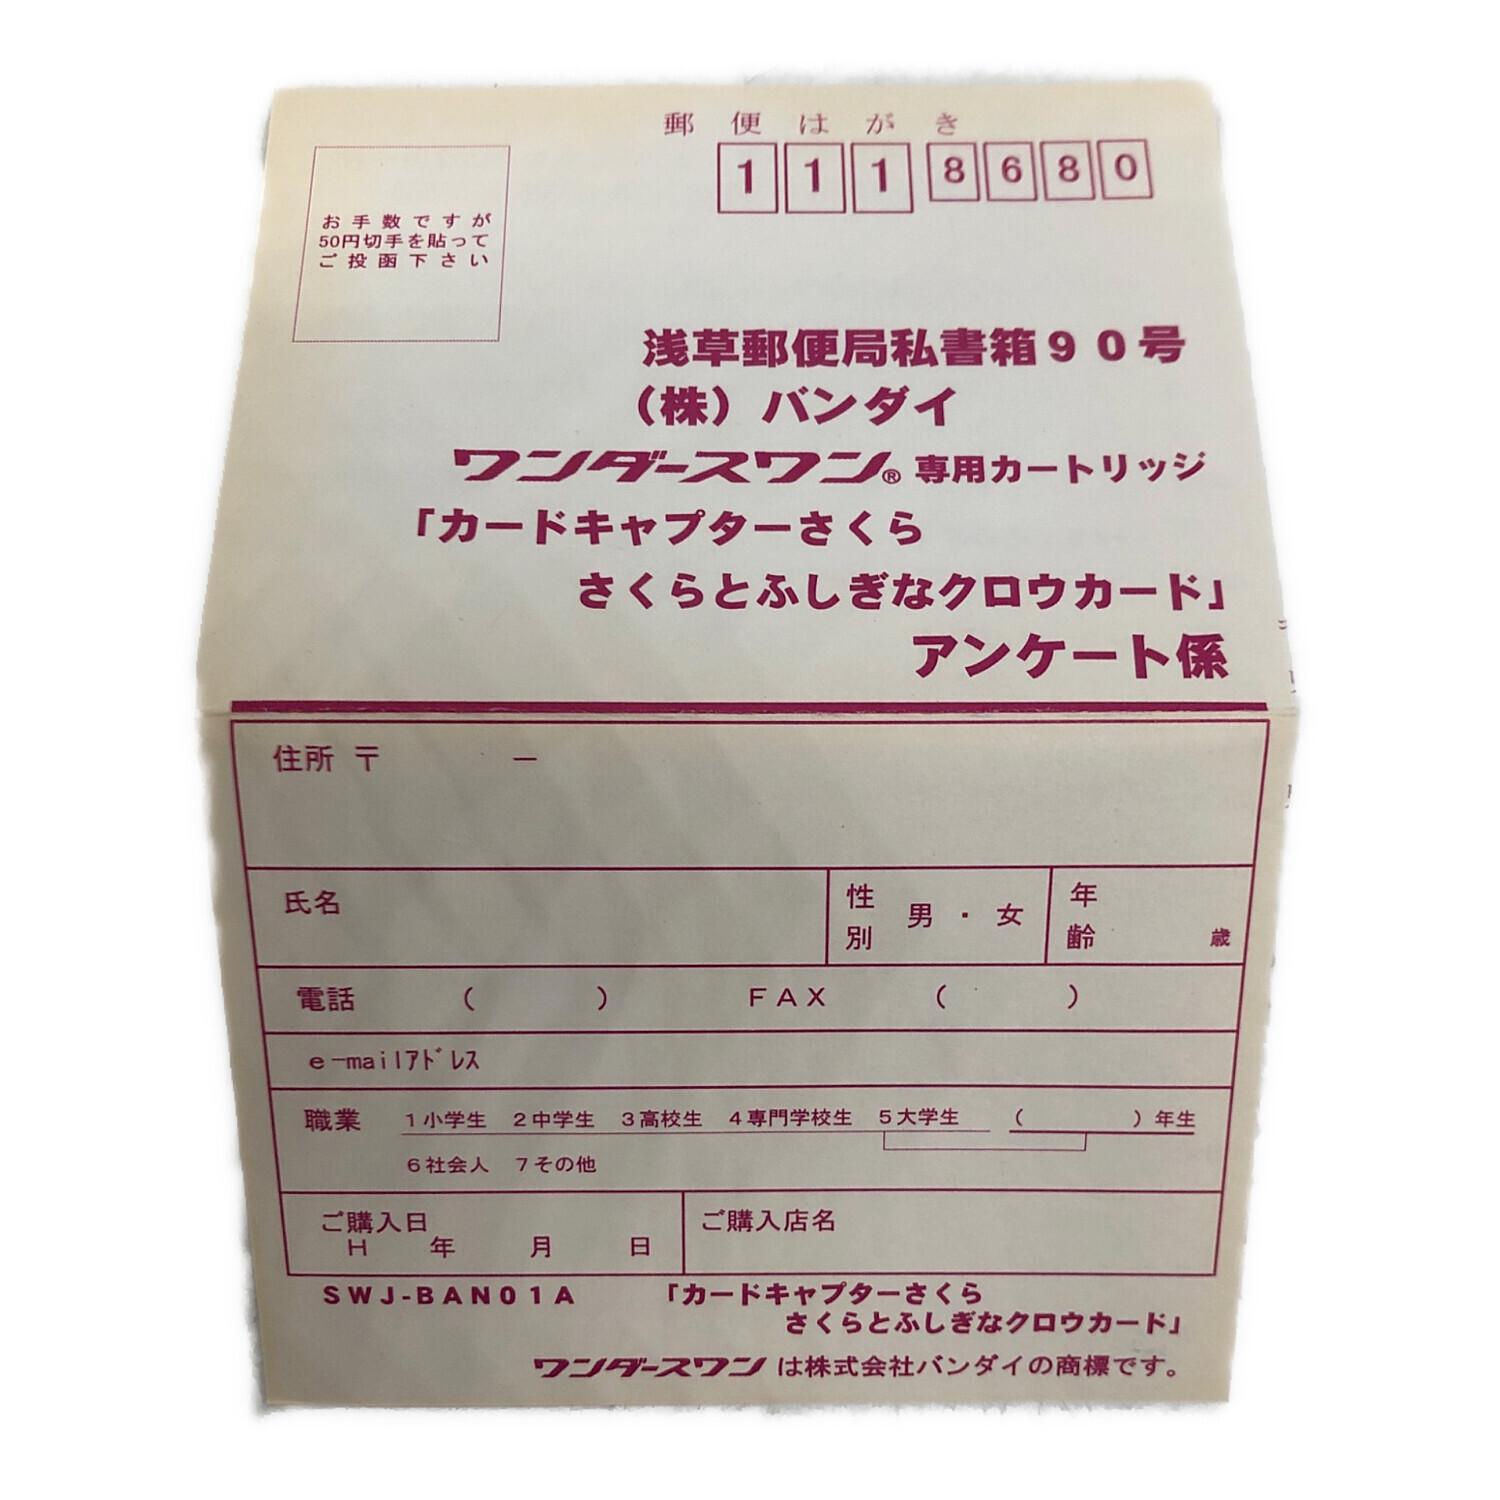 郵便はがき
111 8680
お手数ですが
50円切手を貼って
ご投函下さい
浅草郵便局私書箱90号
（株）バンダイ
ワンダースワン® 専用カートリッジ
「カードキャプターさくら
さくらとふしぎなクロウカード」
アンケート係
住所 〒 －
氏名 性別 男・女 年齢 歳
電話 （ ） FAX （ ）
e-mailｱﾄﾞﾚｽ
職業 1小学生 2中学生 3高校生 4専門学校生 5大学生 （ ）年生
6社会人 7その他
ご購入日 ご購入店名
H 年 月 日
SWJ-BAN01A 「カードキャプターさくら
さくらとふしぎなクロウカード」
ワンダースワン は株式会社バンダイの商標です。